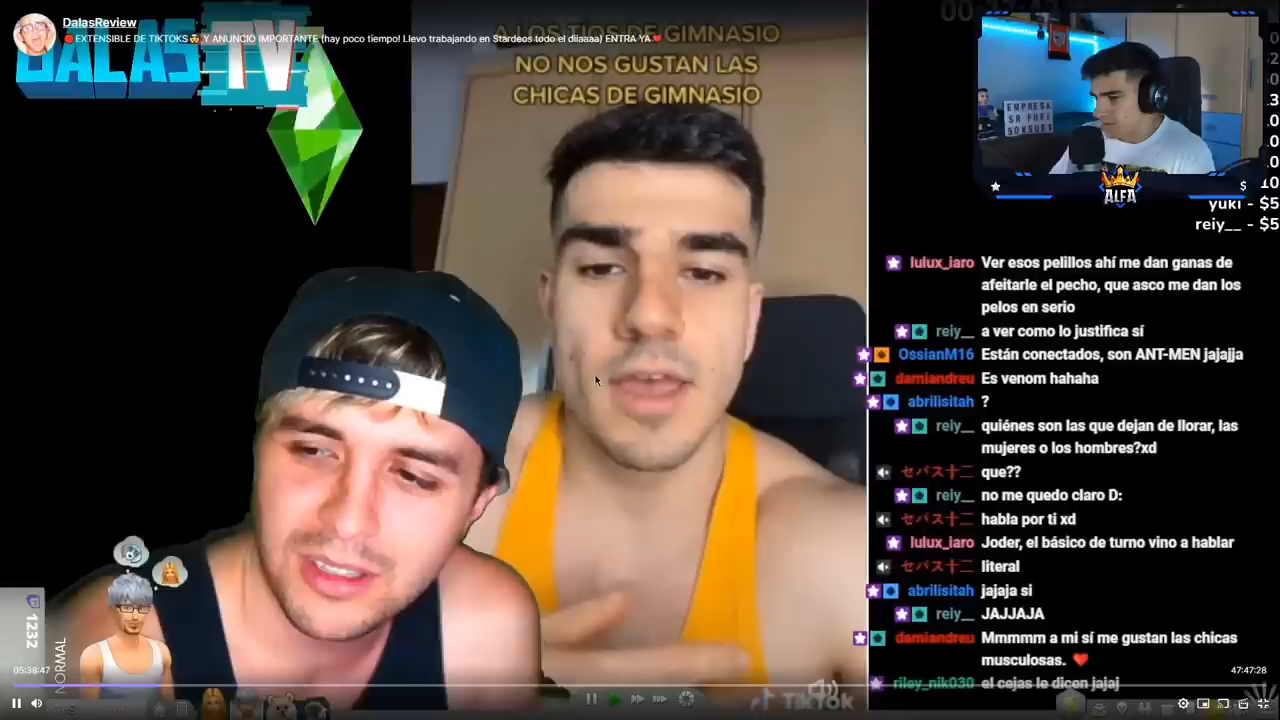 DalasReview
EXTENSIBLE DE TIKTOKS Y ANUNCIO IMPORTANTE (hay poco tiempo! Llevo trabajando en Stardeos todo el diiaaaa) ENTRA YA
DALAS TV
A LOS TIOS DE GIMNASIO
NO NOS GUSTAN LAS
CHICAS DE GIMNASIO
EMPRESA
SR FUFI
50KSUBS
ALFA
yuki - $5
reiy__ - $5
lulux_iaro Ver esos pelillos ahí me dan ganas de
afeitarle el pecho, que asco me dan los
pelos en serio
reiy__ a ver como lo justifica sí
OssianM16 Están conectados, son ANT-MEN jajajja
damiandreu Es venom hahaha
abrilisitah ?
reiy__ quiénes son las que dejan de llorar, las
mujeres o los hombres?xd
セバス十二 que??
reiy__ no me quedo claro D:
セバス十二 habla por ti xd
lulux_iaro Joder, el básico de turno vino a hablar
セバス十二 literal
abrilisitah jajaja si
reiy__ JAJJAJA
damiandreu Mmmmm a mi sí me gustan las chicas
musculosas.
riley_nik030 el cejas le dicen jajaj
1232
NORMAL
05:38:47
47:47:28
TikTok